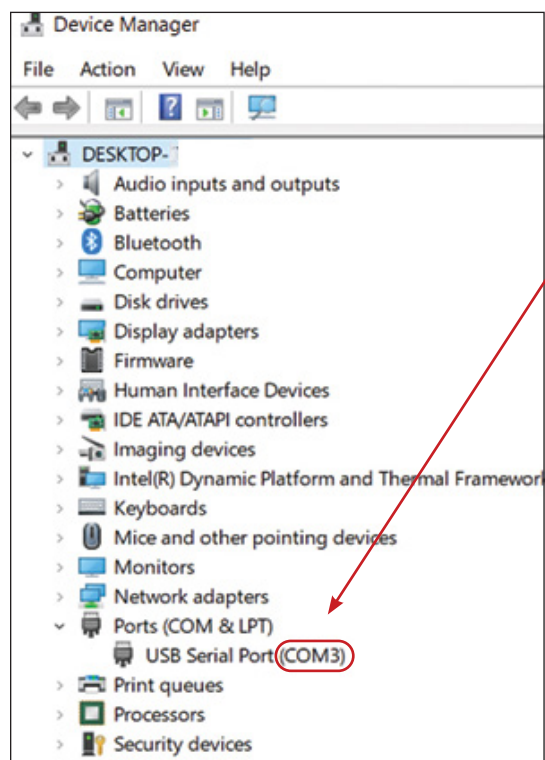 Device Manager
File Action View Help
DESKTOP-
Audio inputs and outputs
Batteries
Bluetooth
Computer
Disk drives
Display adapters
Firmware
Human Interface Devices
IDE ATA/ATAPI controllers
Imaging devices
Intel(R) Dynamic Platform and Thermal Framework
Keyboards
Mice and other pointing devices
Monitors
Network adapters
Ports (COM & LPT)
USB Serial Port (COM3)
Print queues
Processors
Security devices